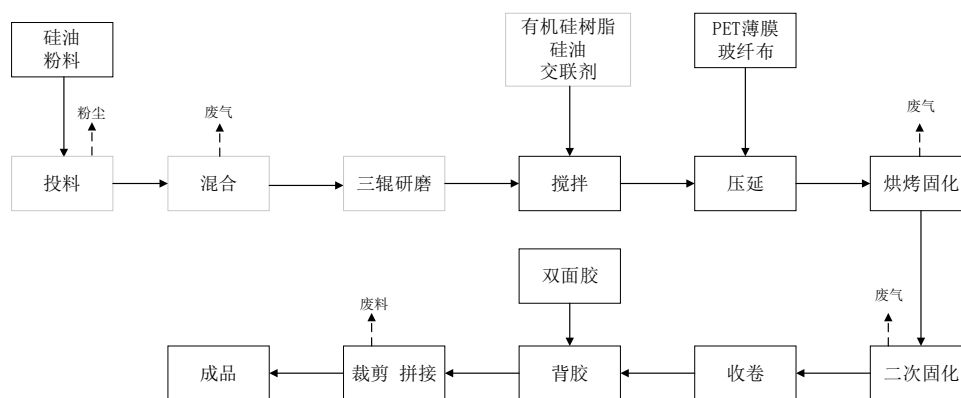 硅油
粉料
有机硅树脂
硅油
交联剂
PET薄膜
玻纤布
粉尘
废气
废气
投料
混合
三辊研磨
搅拌
压延
烘烤固化
双面胶
废料
废气
成品
裁剪 拼接
背胶
收卷
二次固化